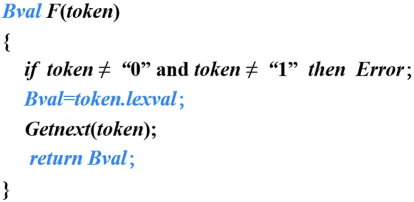 Bval F(token)
{
if token ≠ “0” and token ≠ “1” then Error;
Bval=token.lexval;
Getnext(token);
return Bval;
}